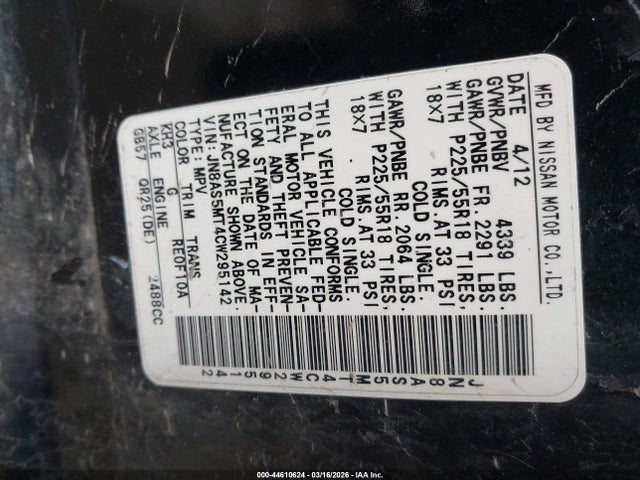 MFD BY NISSAN MOTOR CO.,LTD.
DATE 4/12
GVWR/PNBV 4339 LBS.
GAWR/PNBE FR. 2291 LBS.
WITH P225/55R18 TIRES,
18X7 RIMS.AT 33 PSI
COLD SINGLE.
GAWR/PNBE RR. 2064 LBS.
WITH P225/55R18 TIRES,
18X7 RIMS.AT 33 PSI
COLD SINGLE.
THIS VEHICLE CONFORMS
TO ALL APPLICABLE FED-
ERAL MOTOR VEHICLE SA-
FETY AND THEFT PREVEN-
TION STANDARDS IN EFF-
ECT ON THE DATE OF MA-
NUFACTURE SHOWN ABOVE.
VIN:JN8AS5MT4CW295142
TYPE:MPV
COLOR TRIM TRANS
KH3 G RE0F10A
AXLE ENGINE
GB57 QR25(DE) 2488CC
JN8AS5MT4CW295142
000-44610624 - 03/16/2026 - IAA Inc.